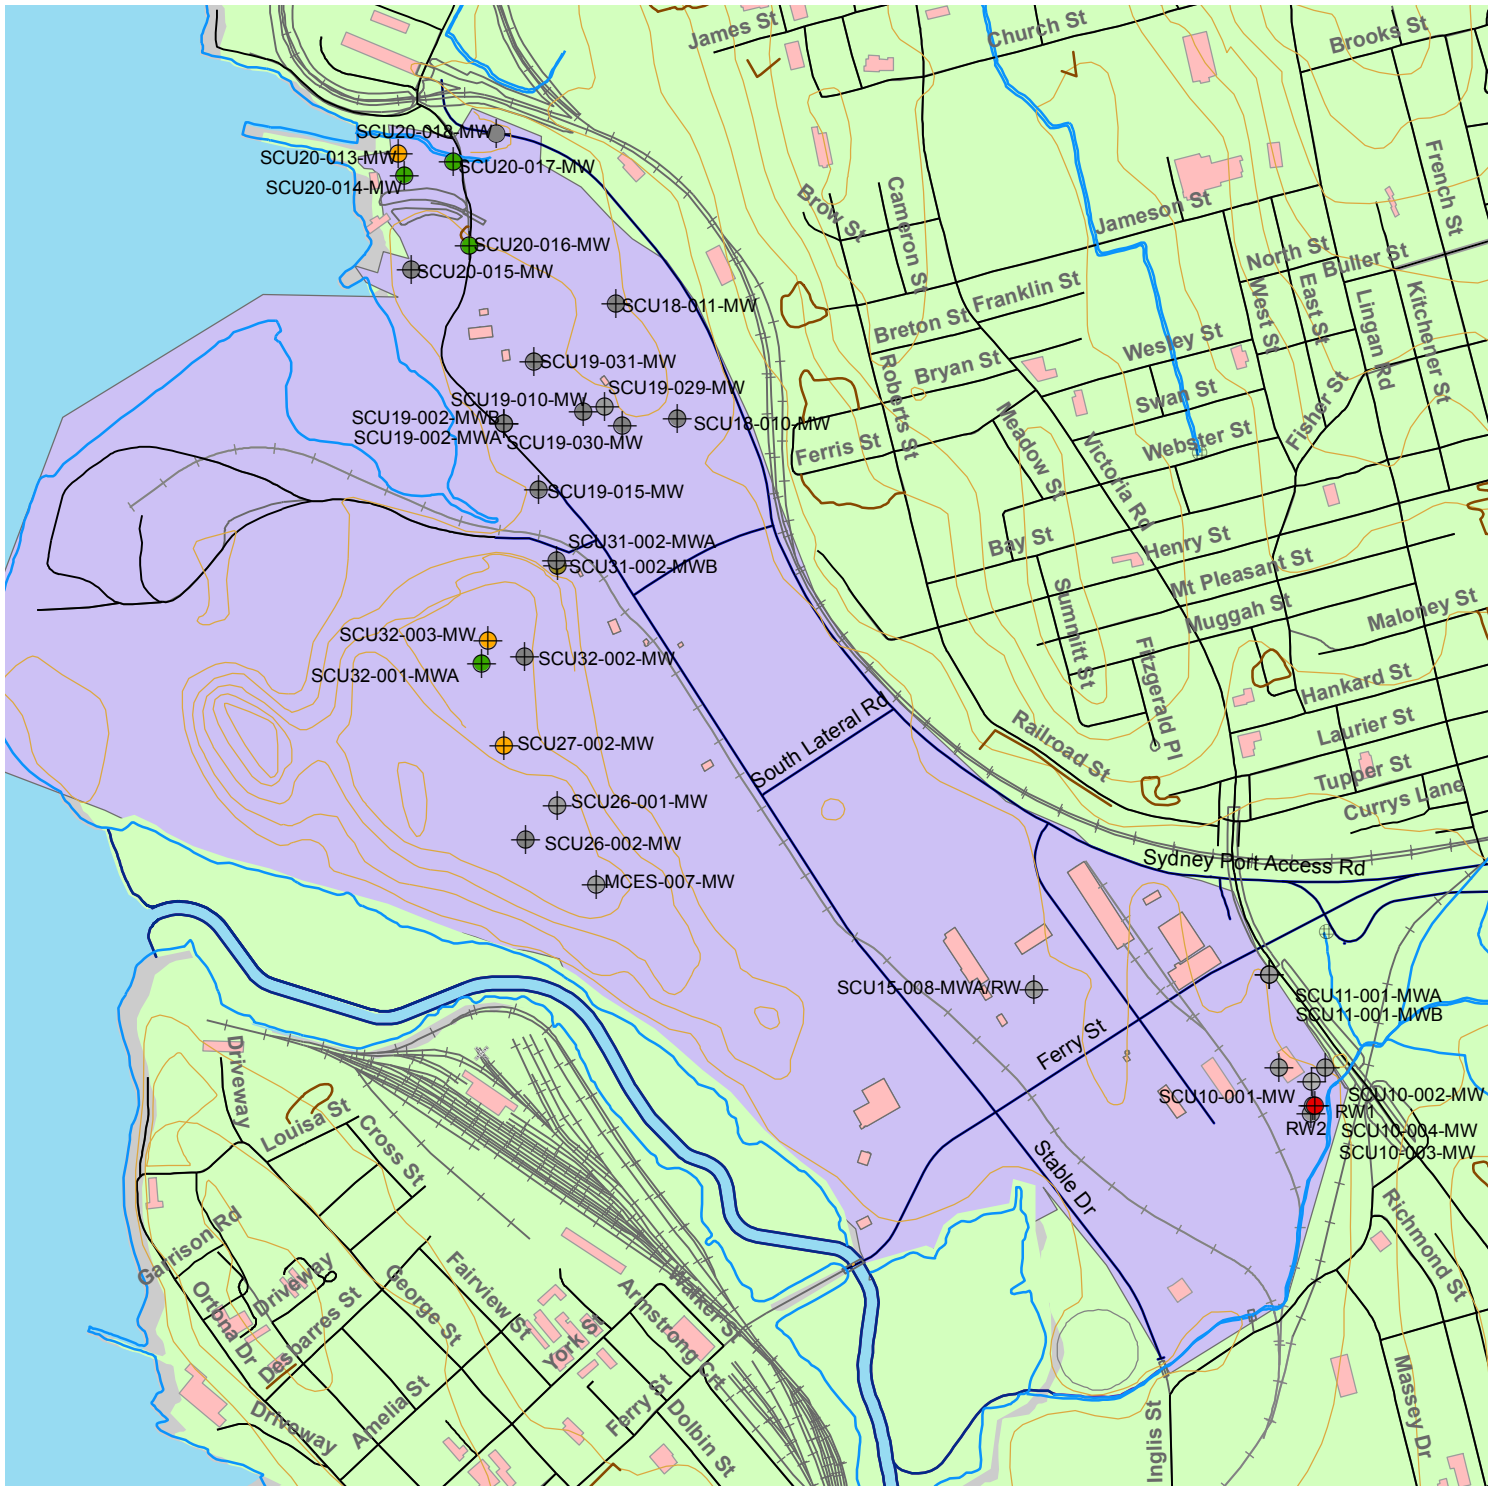 James St
Church St
Brooks St
SCU20-018-MW
SCU20-013-MW
SCU20-017-MW
SCU20-014-MW
French St
Brow St
Cameron St
Jameson St
SCU20-016-MW
SCU20-015-MW
North St
Buller St
West St
East St
Lingan Rd
Kitchener St
SCU18-011-MW
Franklin St
Breton St
Bryan St
Wesley St
SCU19-031-MW
SCU19-029-MW
SCU19-010-MW
SCU19-002-MWB
SCU19-002-MWA
SCU19-030-MW
SCU18-010-MW
Roberts St
Swan St
Fisher St
Ferris St
Meadow St
Victoria Rd
Webster St
SCU19-015-MW
SCU31-002-MWA
SCU31-002-MWB
Bay St
Henry St
Mt Pleasant St
Summitt St
Muggah St
Maloney St
SCU32-003-MW
SCU32-002-MW
SCU32-001-MWA
Fitzgerald Pl
Hankard St
South Lateral Rd
Railroad St
Laurier St
SCU27-002-MW
Tupper St
Currys Lane
SCU26-001-MW
SCU26-002-MW
Sydney Port Access Rd
MCES-007-MW
SCU15-008-MWA/RW
SCU11-001-MWA
SCU11-001-MWB
Ferry St
Driveway
SCU10-001-MW
SCU10-002-MW
RW1
RW2
SCU10-004-MW
SCU10-003-MW
Louisa St
Cross St
Stable Dr
Richmond St
Garrison Rd
Ortona Dr
Driveway
Desbarres St
George St
Fairview St
York St
Armstrong Crt
Walker St
Driveway
Amelia St
Ferry St
Dolbin St
Inglis St
Massey Dr